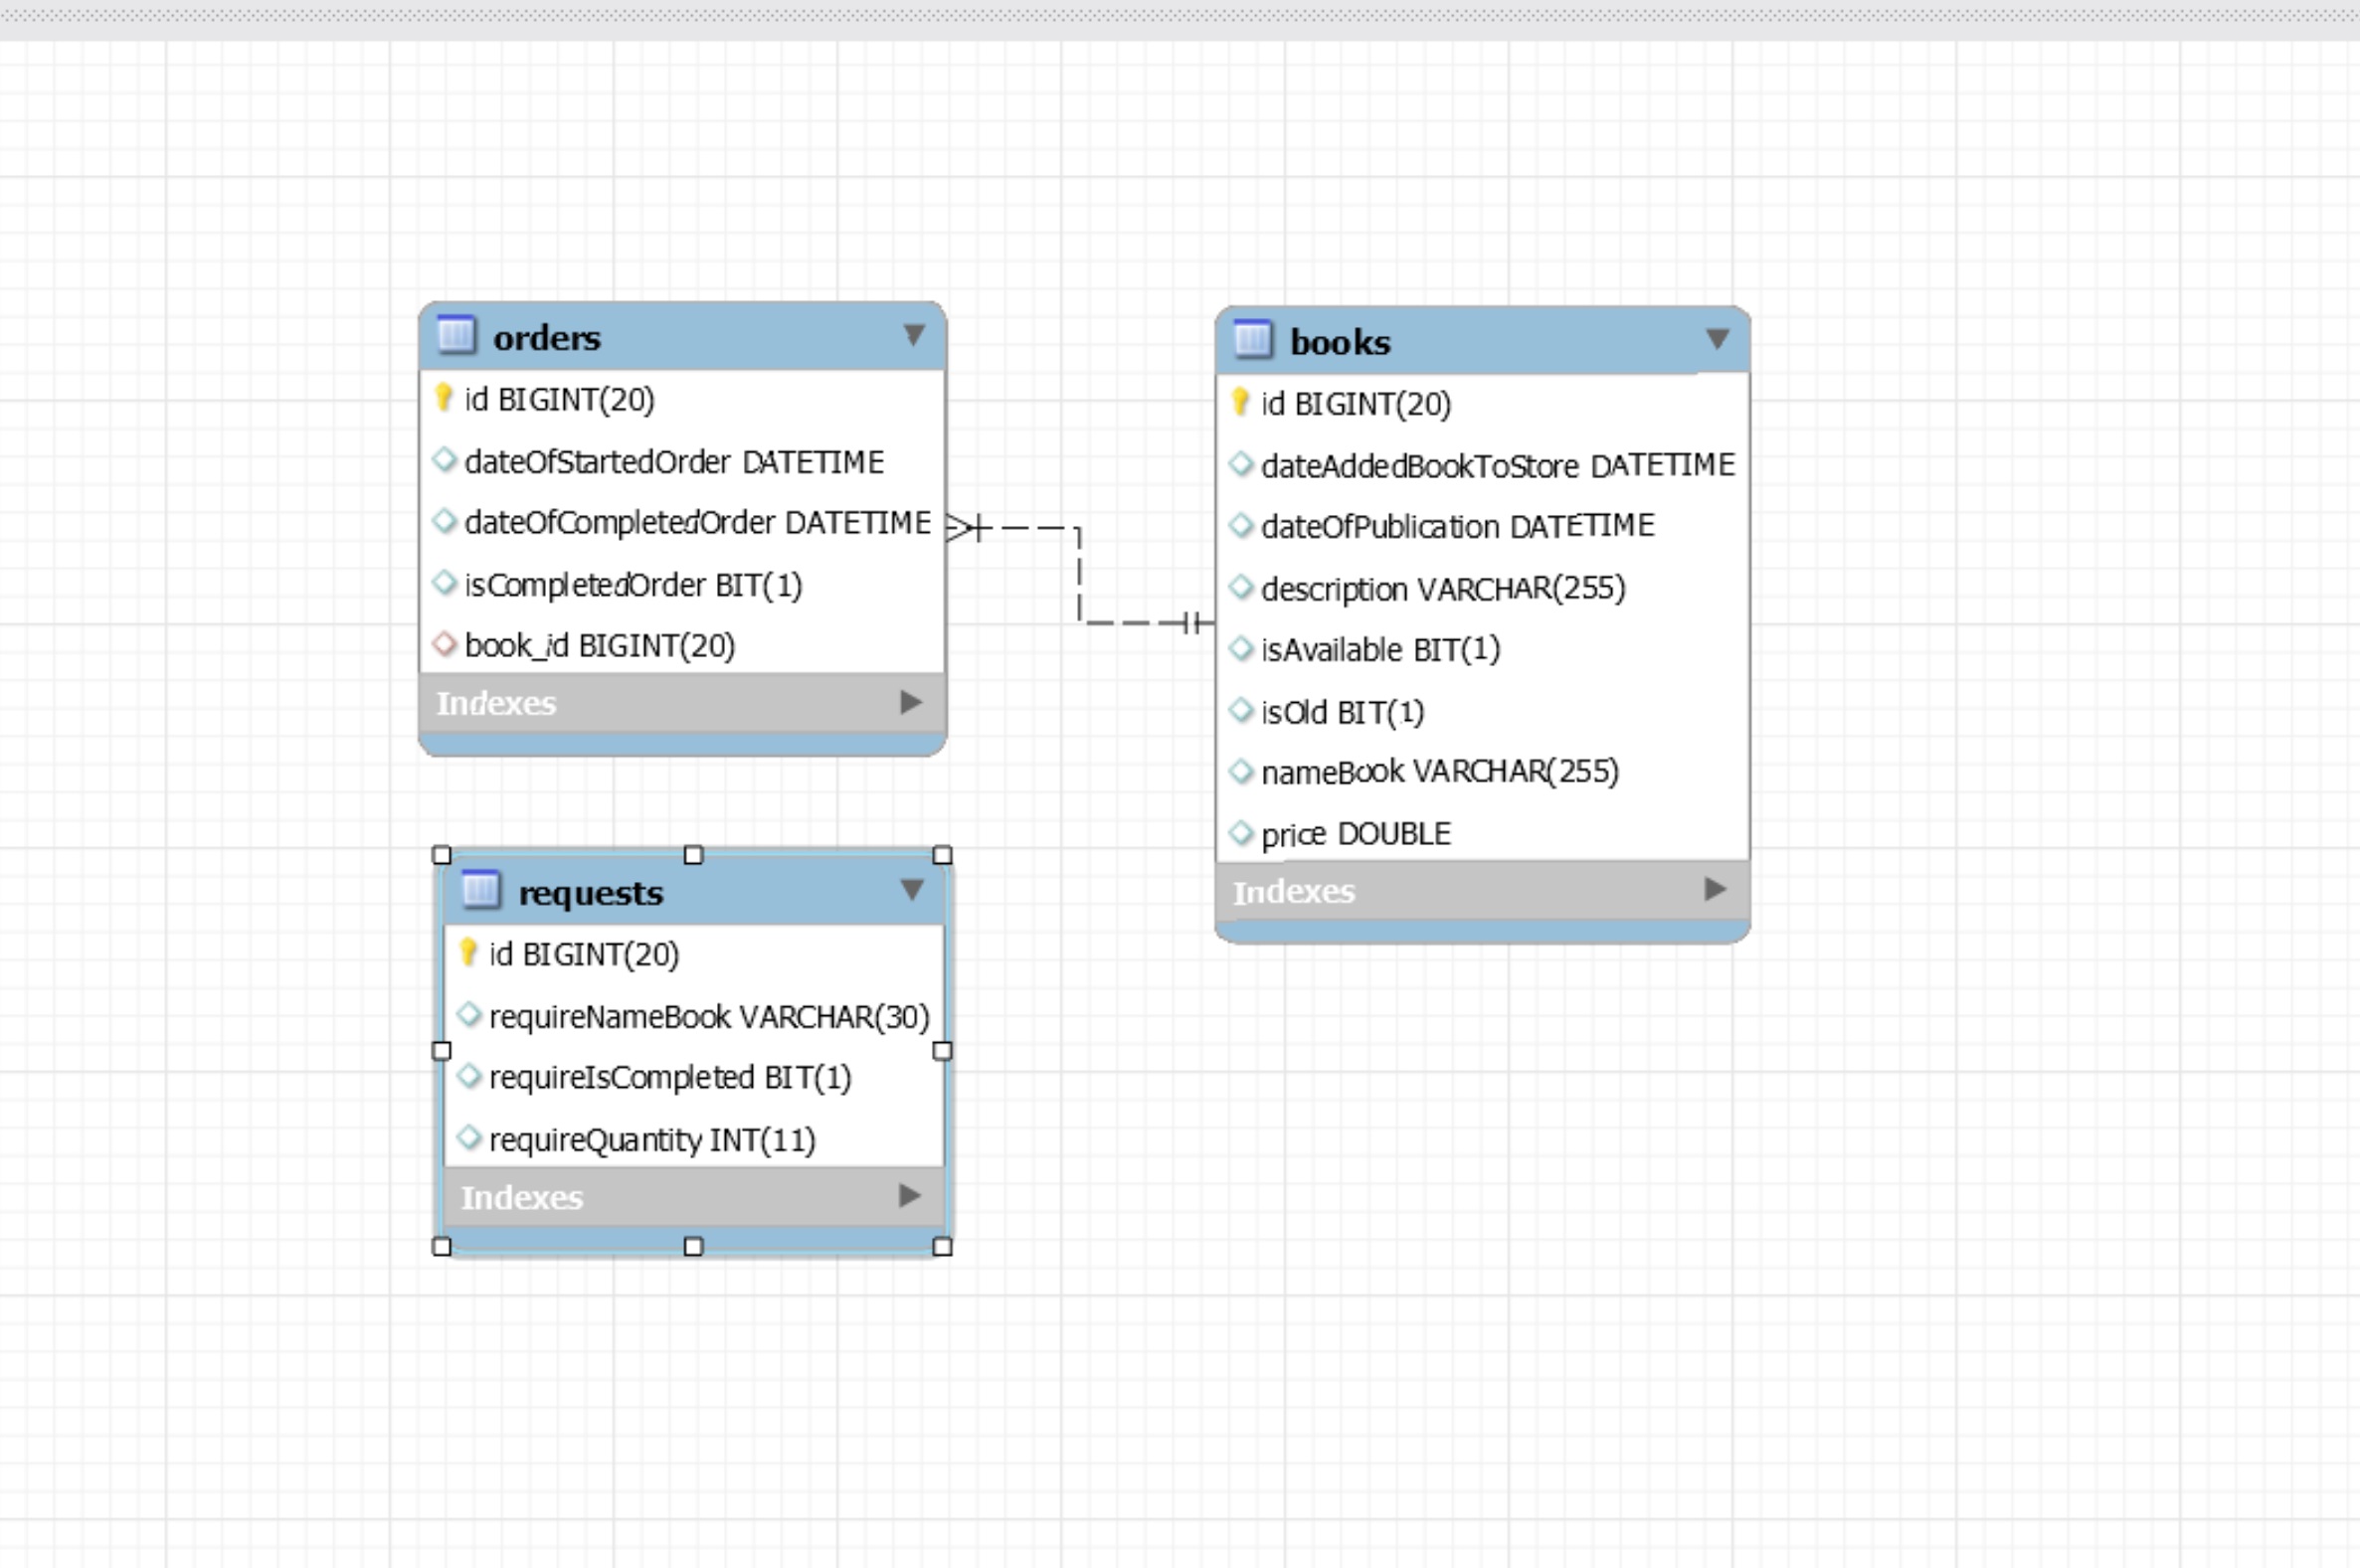 orders
id BIGINT(20)
dateOfStartedOrder DATETIME
dateOfCompletedOrder DATETIME
isCompletedOrder BIT(1)
book_id BIGINT(20)
Indexes
books
id BIGINT(20)
dateAddedBookToStore DATETIME
dateOfPublication DATETIME
description VARCHAR(255)
isAvailable BIT(1)
isOld BIT(1)
nameBook VARCHAR(255)
price DOUBLE
Indexes
requests
id BIGINT(20)
requireNameBook VARCHAR(30)
requireIsCompleted BIT(1)
requireQuantity INT(11)
Indexes